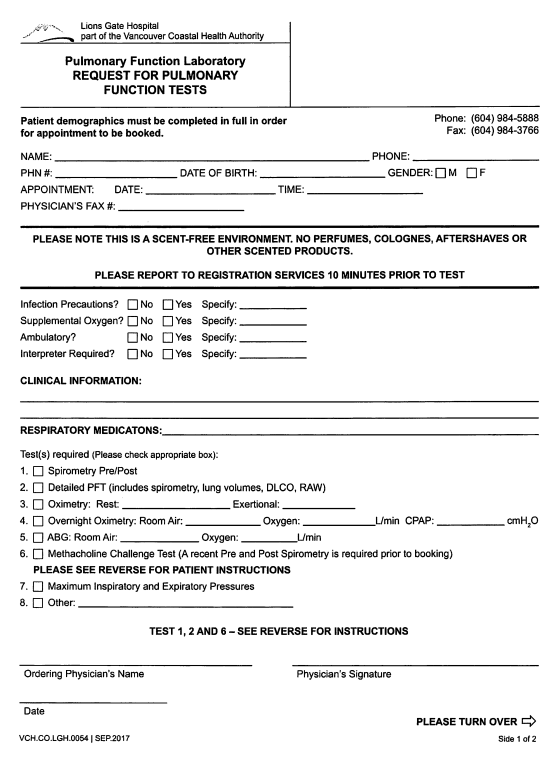 Lions Gate Hospital
part of the Vancouver Coastal Health Authority
Pulmonary Function Laboratory
REQUEST FOR PULMONARY
FUNCTION TESTS
Patient demographics must be completed in full in order
for appointment to be booked.
Phone: (604) 984-5888
Fax: (604) 984-3766
NAME: PHONE:
PHN #: DATE OF BIRTH: GENDER: M F
APPOINTMENT: DATE: TIME:
PHYSICIAN'S FAX #:
PLEASE NOTE THIS IS A SCENT-FREE ENVIRONMENT. NO PERFUMES, COLOGNES, AFTERSHAVES OR
OTHER SCENTED PRODUCTS.
PLEASE REPORT TO REGISTRATION SERVICES 10 MINUTES PRIOR TO TEST
Infection Precautions? No Yes Specify:
Supplemental Oxygen? No Yes Specify:
Ambulatory? No Yes Specify:
Interpreter Required? No Yes Specify:
CLINICAL INFORMATION:
RESPIRATORY MEDICATONS:
Test(s) required (Please check appropriate box):
1. Spirometry Pre/Post
2. Detailed PFT (includes spirometry, lung volumes, DLCO, RAW)
3. Oximetry: Rest: Exertional:
4. Overnight Oximetry: Room Air: Oxygen: L/min CPAP: cmH₂O
5. ABG: Room Air: Oxygen: L/min
6. Methacholine Challenge Test (A recent Pre and Post Spirometry is required prior to booking)
PLEASE SEE REVERSE FOR PATIENT INSTRUCTIONS
7. Maximum Inspiratory and Expiratory Pressures
8. Other:
TEST 1, 2 AND 6 – SEE REVERSE FOR INSTRUCTIONS
Ordering Physician's Name Physician's Signature
Date
PLEASE TURN OVER
VCH.CO.LGH.0054 | SEP.2017 Side 1 of 2